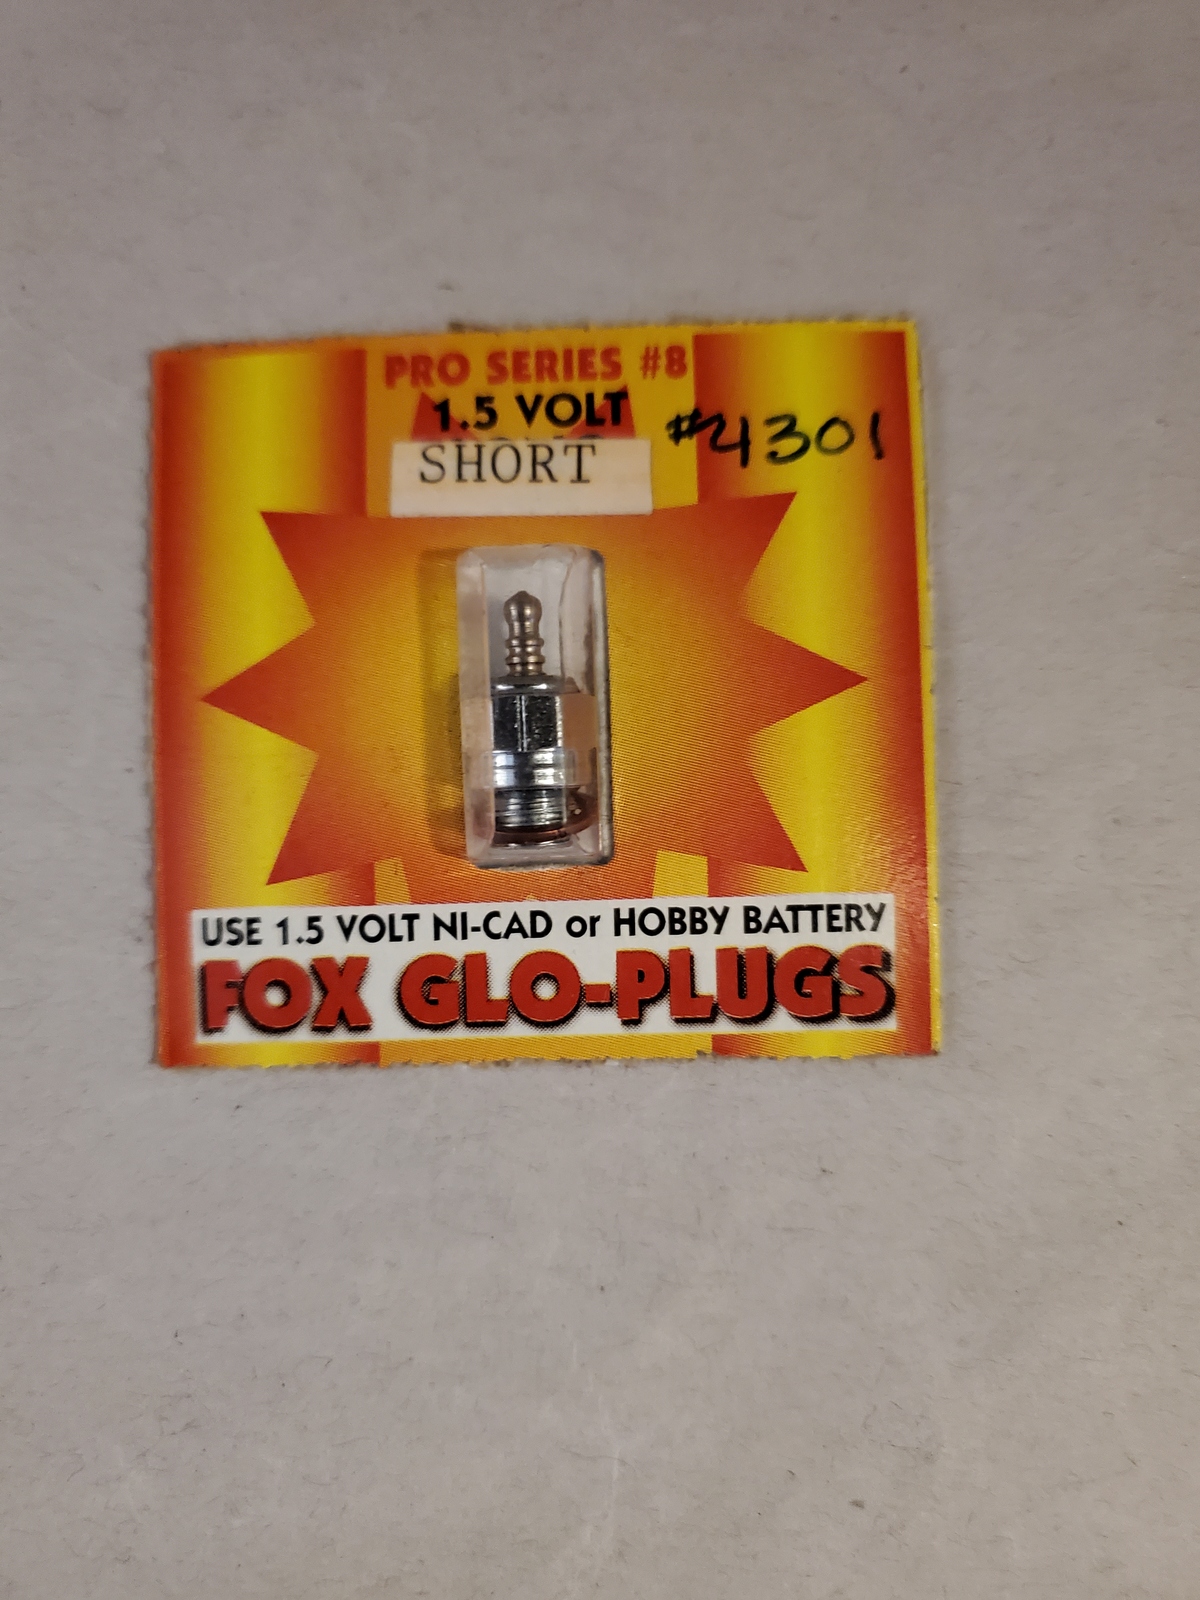 PRO SERIES #8
1.5 VOLT
SHORT
#4301
USE 1.5 VOLT NI-CAD or HOBBY BATTERY
FOX GLO-PLUGS